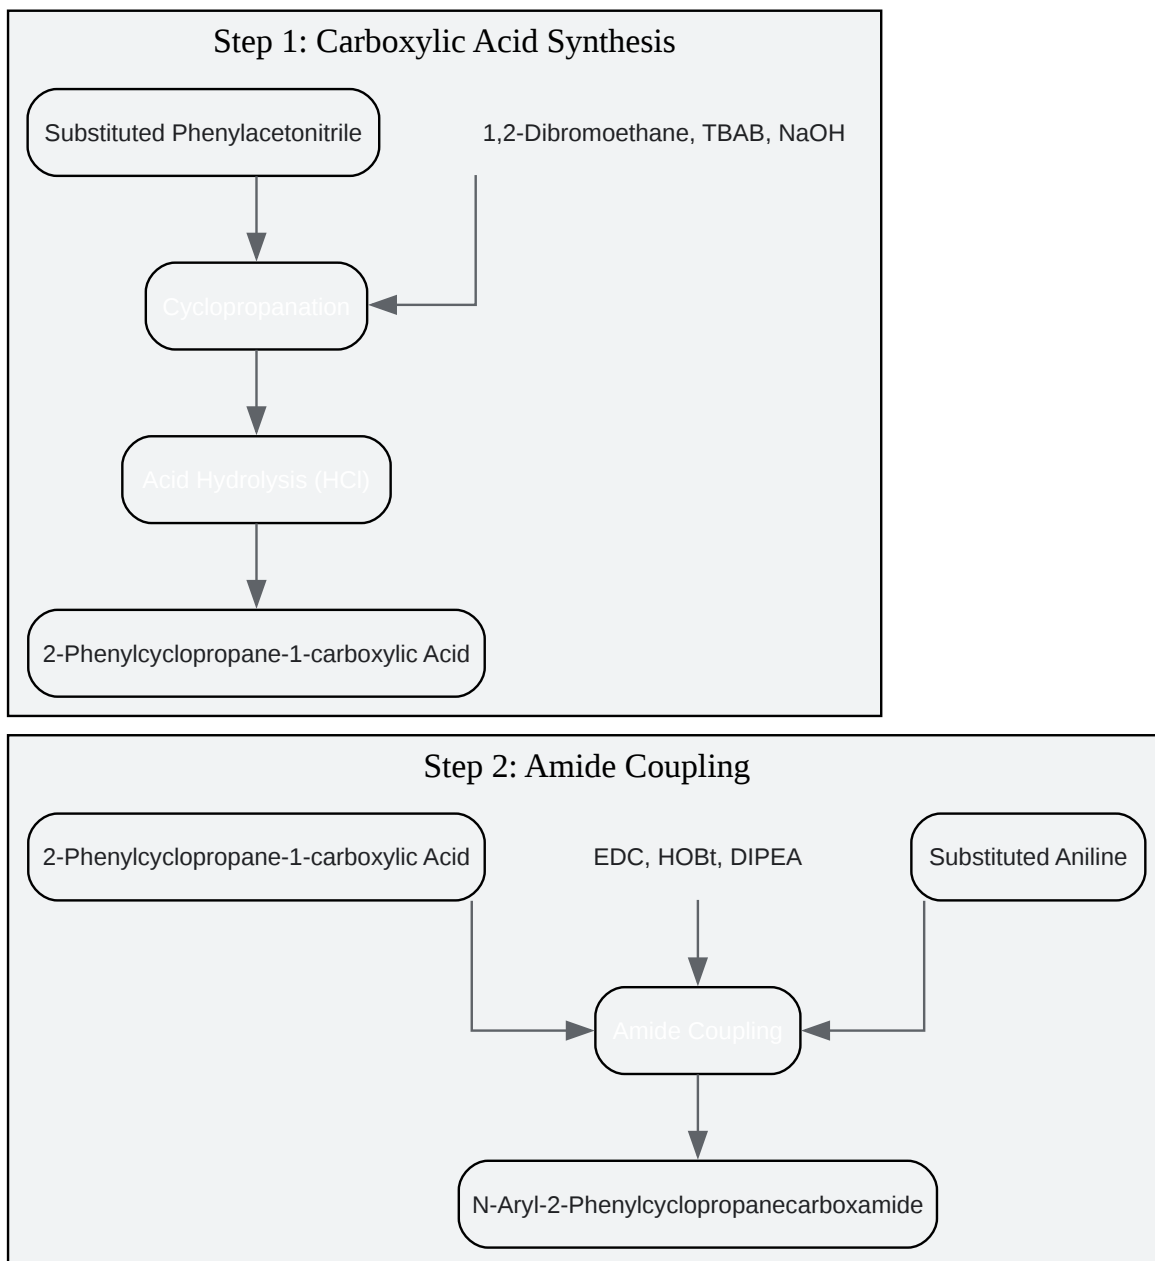 Step 1: Carboxylic Acid Synthesis
Substituted Phenylacetonitrile
1,2-Dibromoethane, TBAB, NaOH
Cyclopropanation
Acid Hydrolysis (HCl)
2-Phenylcyclopropane-1-carboxylic Acid
Step 2: Amide Coupling
2-Phenylcyclopropane-1-carboxylic Acid
EDC, HOBt, DIPEA
Substituted Aniline
Amide Coupling
N-Aryl-2-Phenylcyclopropanecarboxamide